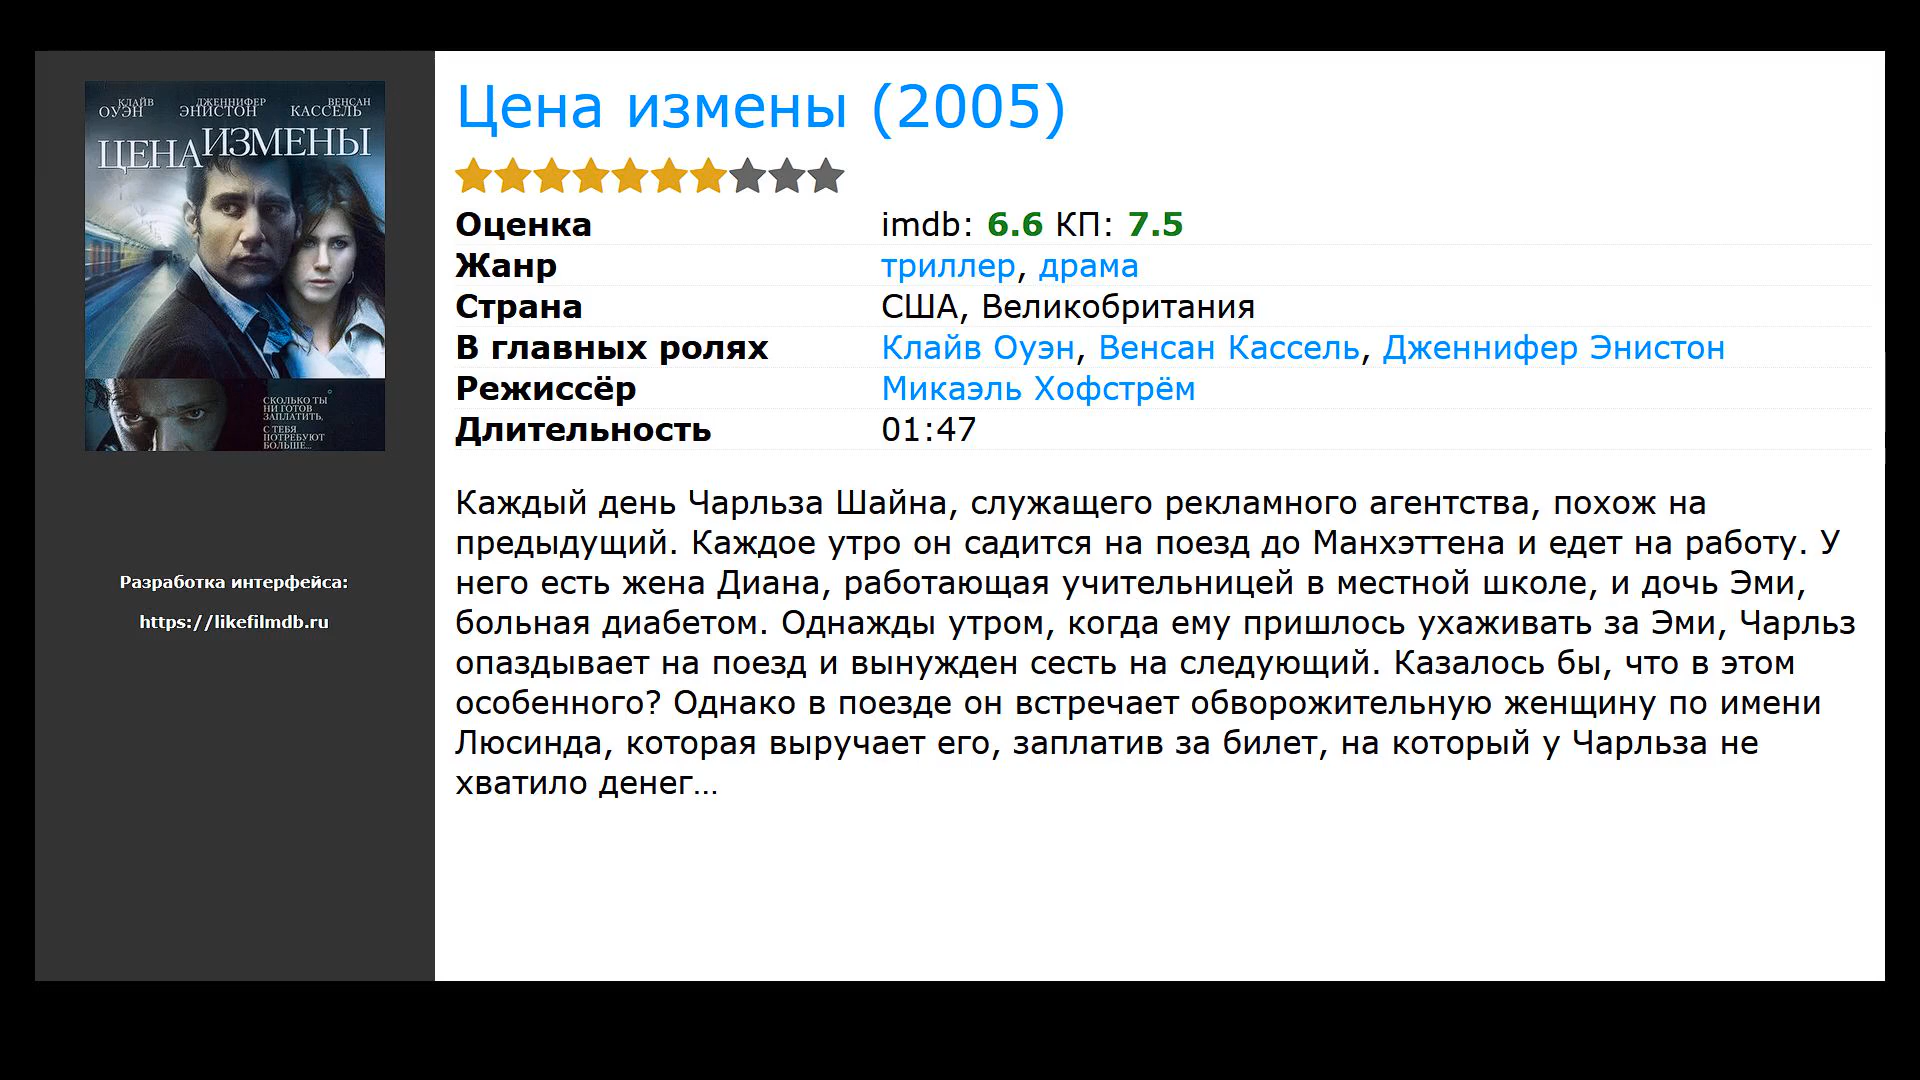 КЛАЙВ ДЖЕННИФЕР ВЕНСАН
ОУЭН ЭНИСТОН КАССЕЛЬ
ЦЕНА ИЗМЕНЫ
СКОЛЬКО ТЫ
НИ ГОТОВ
ЗАПЛАТИТЬ,
С ТЕБЯ
ПОТРЕБУЮТ
БОЛЬШЕ...
Разработка интерфейса:
https://likefilmdb.ru
Цена измены (2005)
Оценка imdb: 6.6 КП: 7.5
Жанр триллер, драма
Страна США, Великобритания
В главных ролях Клайв Оуэн, Венсан Кассель, Дженнифер Энистон
Режиссёр Микаэль Хофстрём
Длительность 01:47
Каждый день Чарльза Шайна, служащего рекламного агентства, похож на
предыдущий. Каждое утро он садится на поезд до Манхэттена и едет на работу. У
него есть жена Диана, работающая учительницей в местной школе, и дочь Эми,
больная диабетом. Однажды утром, когда ему пришлось ухаживать за Эми, Чарльз
опаздывает на поезд и вынужден сесть на следующий. Казалось бы, что в этом
особенного? Однако в поезде он встречает обворожительную женщину по имени
Люсинда, которая выручает его, заплатив за билет, на который у Чарльза не
хватило денег…